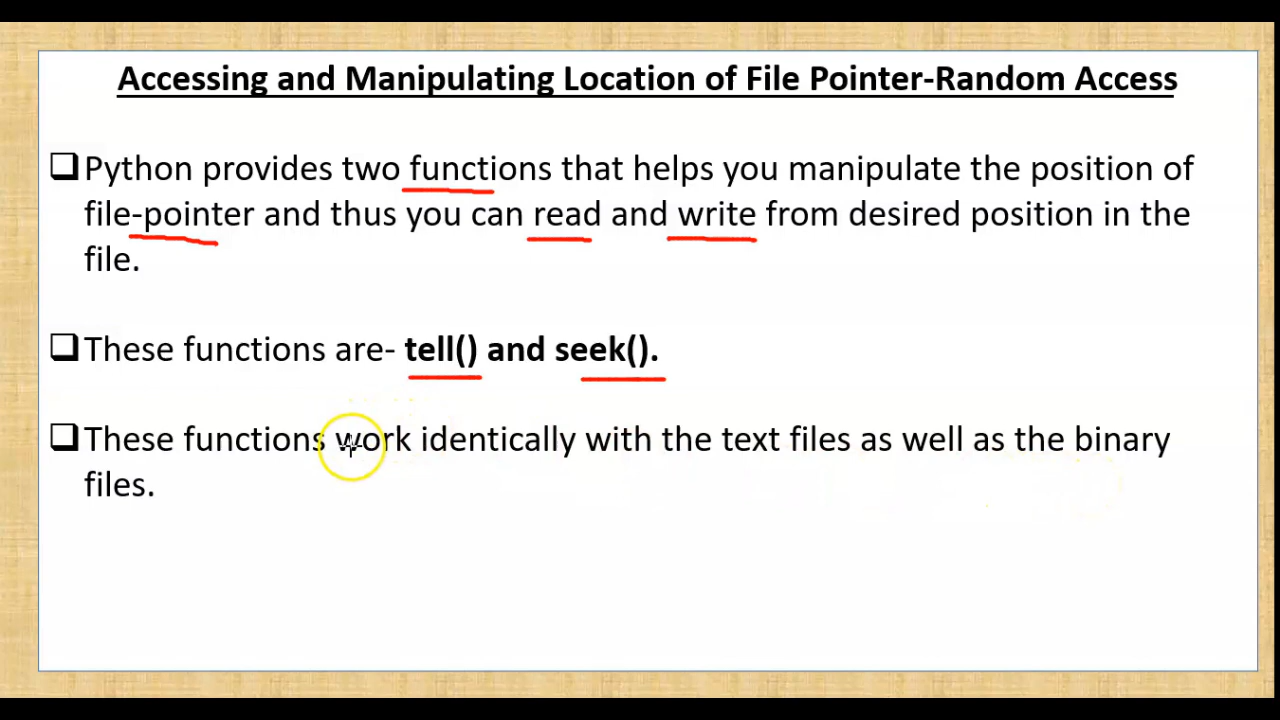 Accessing and Manipulating Location of File Pointer-Random Access
Python provides two functions that helps you manipulate the position of
file-pointer and thus you can read and write from desired position in the
file.
These functions are- tell() and seek().
These functions work identically with the text files as well as the binary
files.